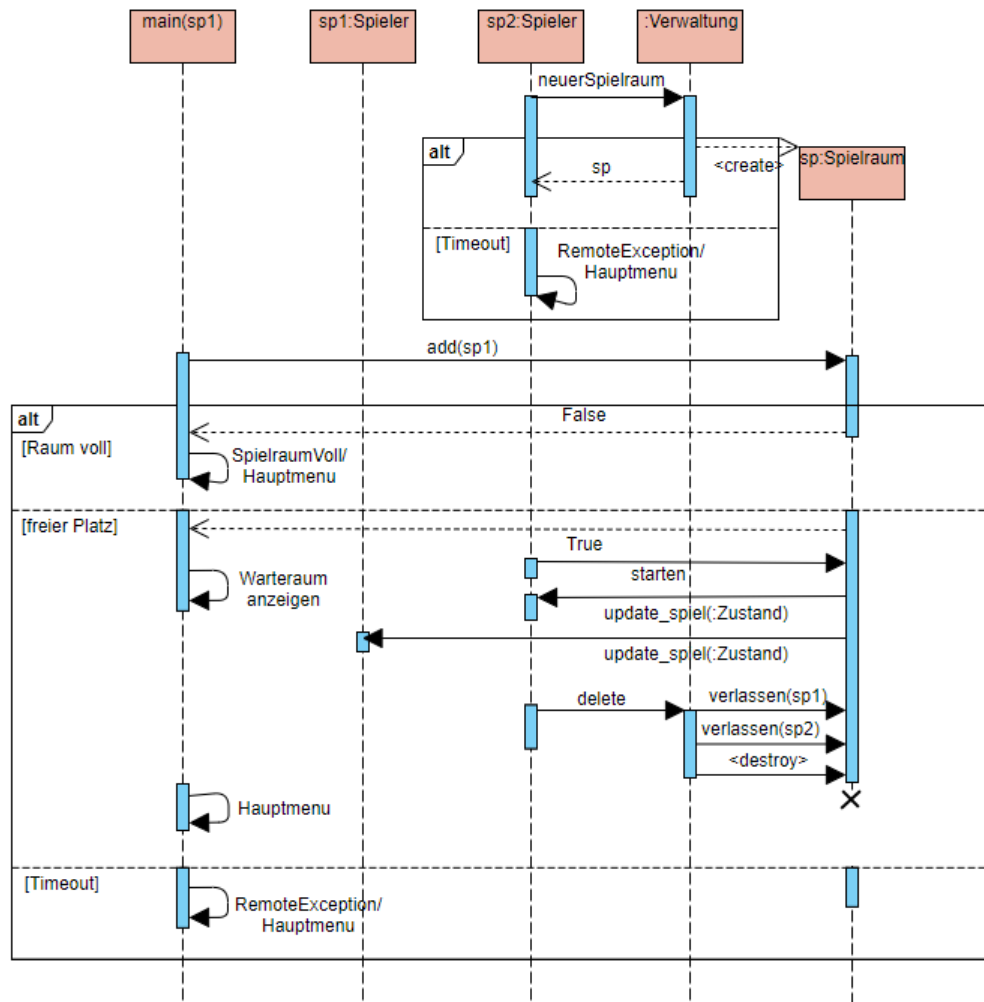 main(sp1)
sp1:Spieler
sp2:Spieler
:Verwaltung
neuerSpielraum
alt
<create>
sp:Spielraum
sp
[Timeout]
RemoteException/
Hauptmenu
add(sp1)
alt
False
[Raum voll]
SpielraumVoll/
Hauptmenu
[freier Platz]
True
Warteraum
anzeigen
starten
update_spiel(:Zustand)
update_spiel(:Zustand)
delete
verlassen(sp1)
verlassen(sp2)
<destroy>
Hauptmenu
[Timeout]
RemoteException/
Hauptmenu